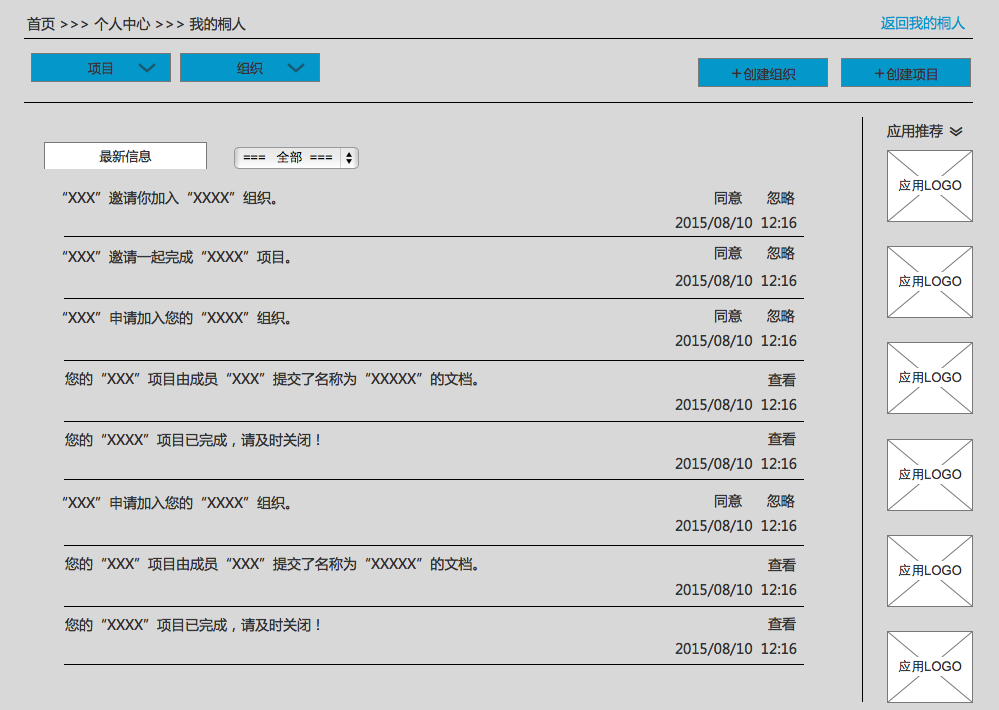 首页 >>> 个人中心 >>> 我的桐人
返回我的桐人
项目
组织
+创建组织
+创建项目
最新信息
=== 全部 ===
应用推荐
“XXX”邀请你加入“XXXX”组织。
同意 忽略
2015/08/10 12:16
“XXX”邀请一起完成“XXXX”项目。
同意 忽略
2015/08/10 12:16
“XXX”申请加入您的“XXXX”组织。
同意 忽略
2015/08/10 12:16
您的“XXX”项目由成员“XXX”提交了名称为“XXXXX”的文档。
查看
2015/08/10 12:16
您的“XXXX”项目已完成，请及时关闭！
查看
2015/08/10 12:16
“XXX”申请加入您的“XXXX”组织。
同意 忽略
2015/08/10 12:16
您的“XXX”项目由成员“XXX”提交了名称为“XXXXX”的文档。
查看
2015/08/10 12:16
您的“XXXX”项目已完成，请及时关闭！
查看
2015/08/10 12:16
应用LOGO
应用LOGO
应用LOGO
应用LOGO
应用LOGO
应用LOGO